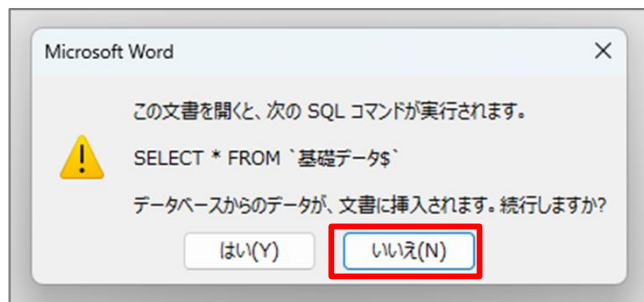 Microsoft Word
この文書を開くと、次の SQL コマンドが実行されます。
SELECT * FROM `基礎データ$`
データベースからのデータが、文書に挿入されます。続行しますか?
はい(Y)
いいえ(N)